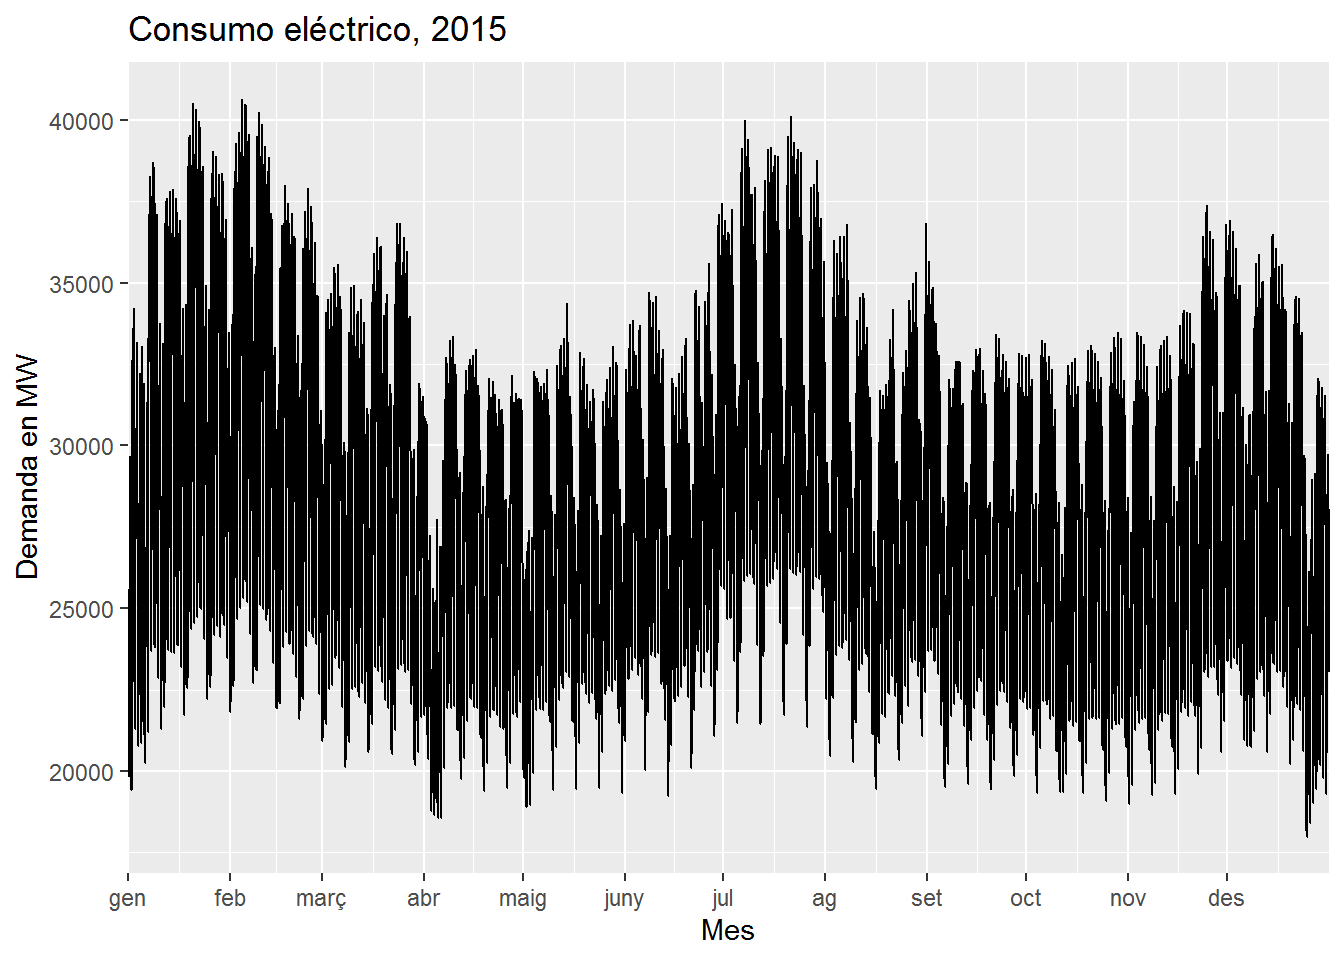 Consumo eléctrico, 2015
Demanda en MW
40000
35000
30000
25000
20000
gen feb març abr maig juny jul ag set oct nov des
Mes